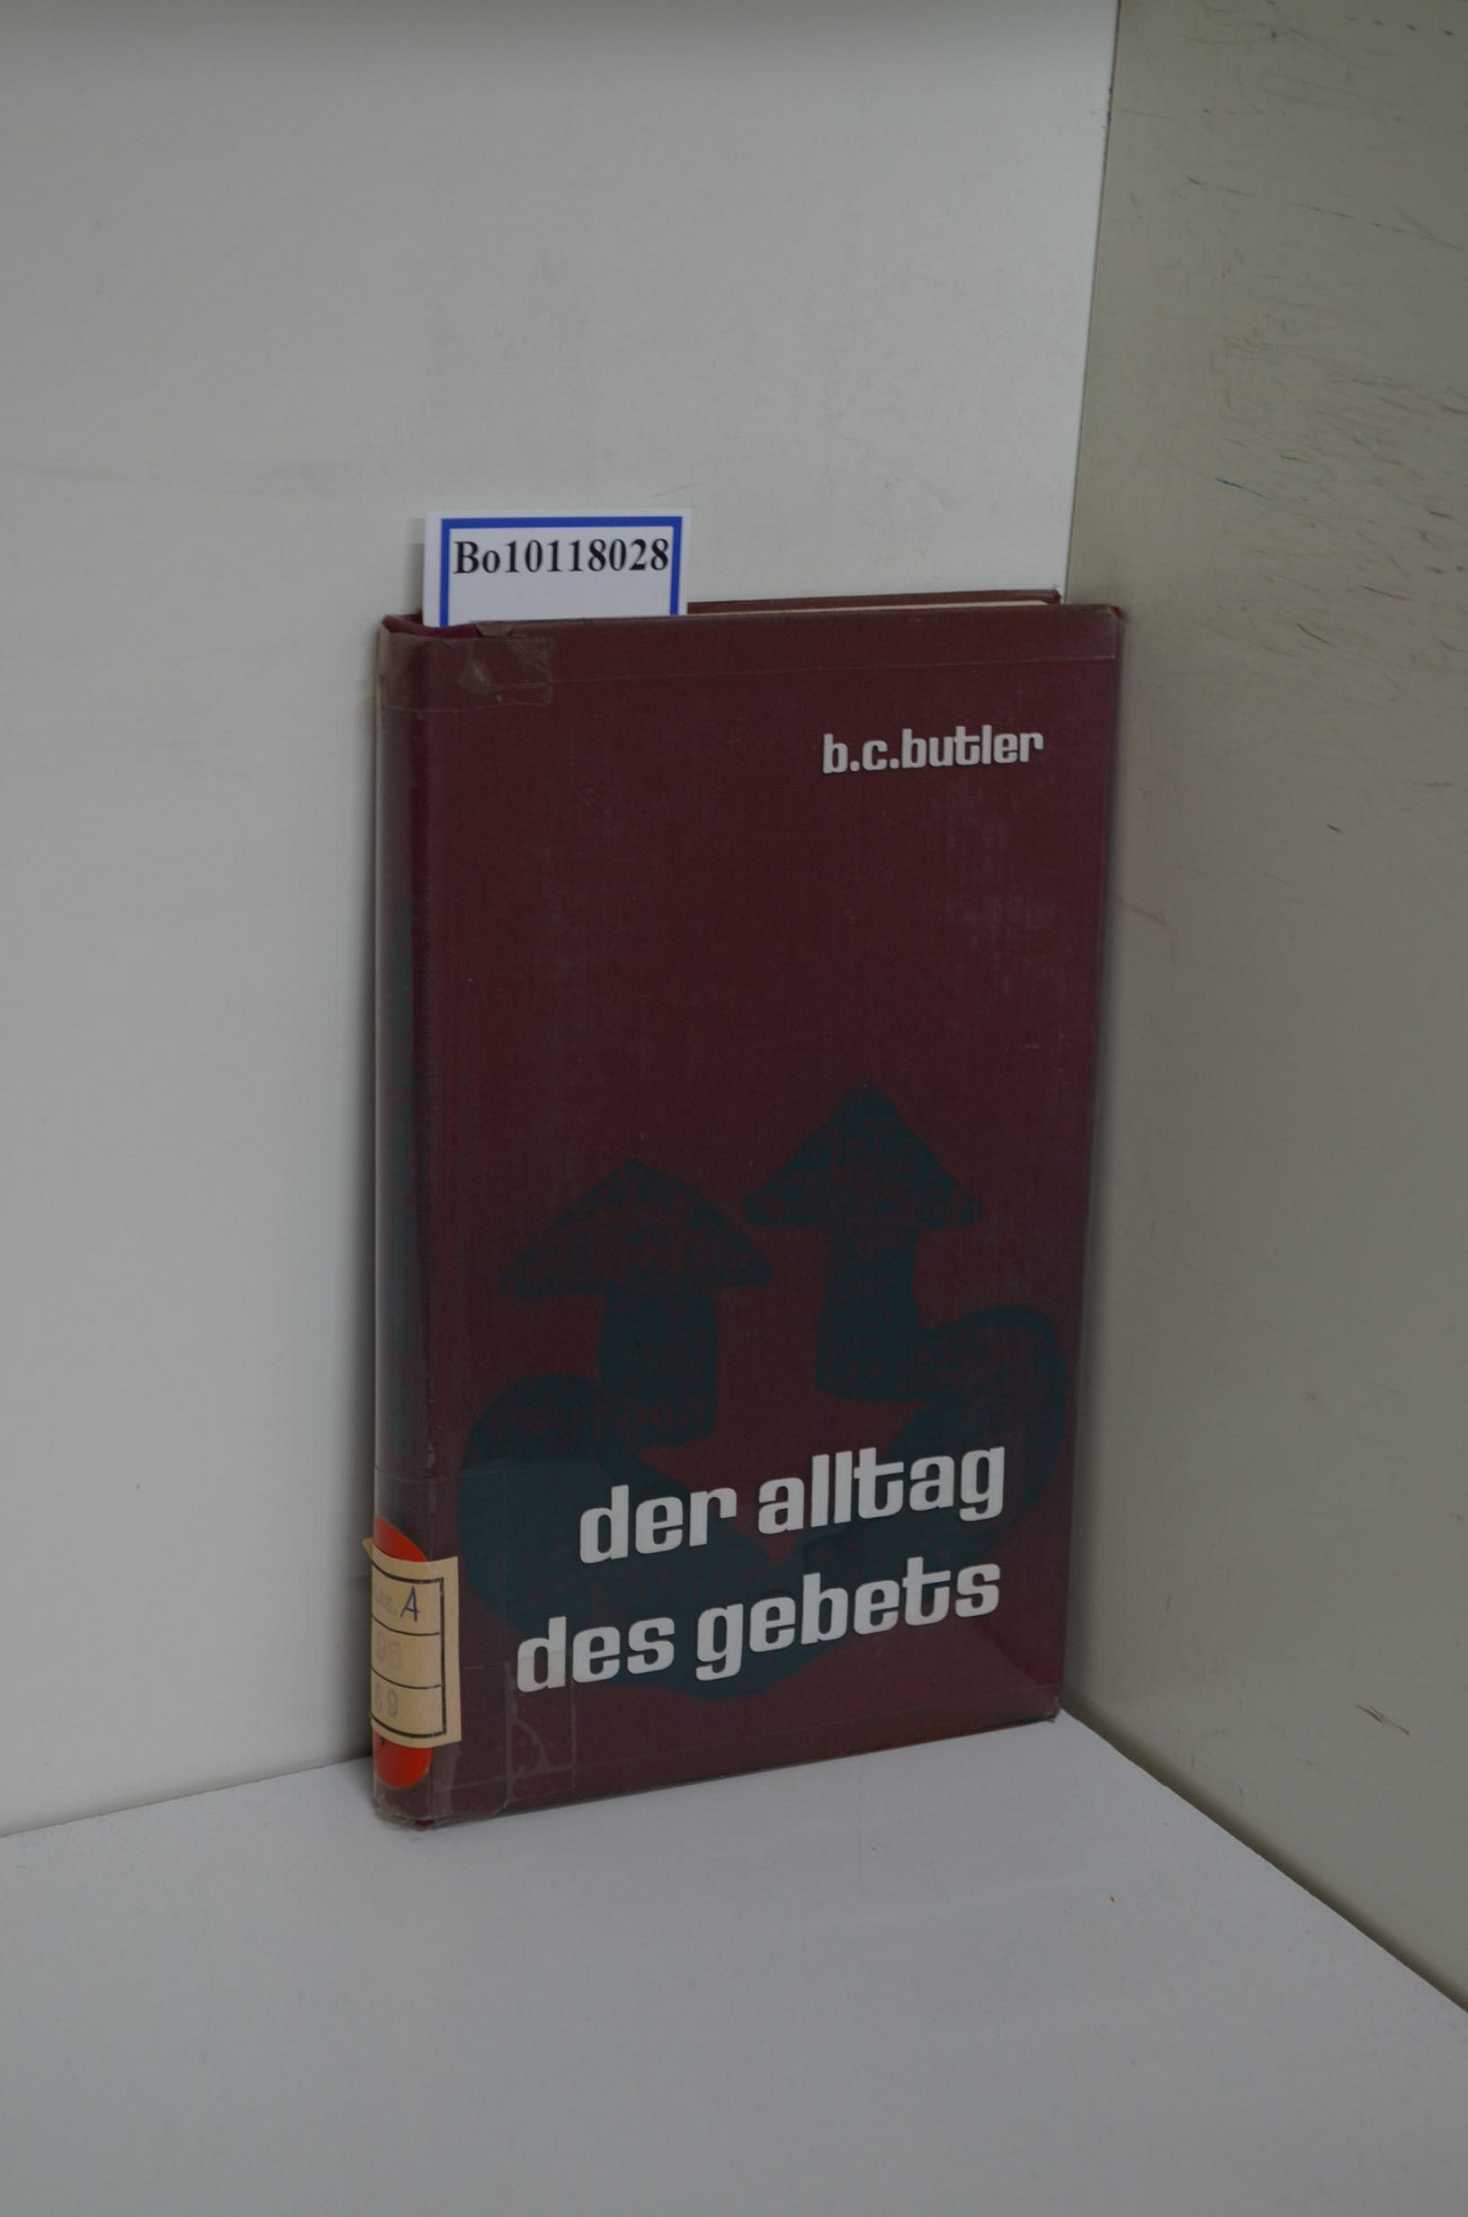 Bo10118028
b.c.butler
der alltag
des gebets
A